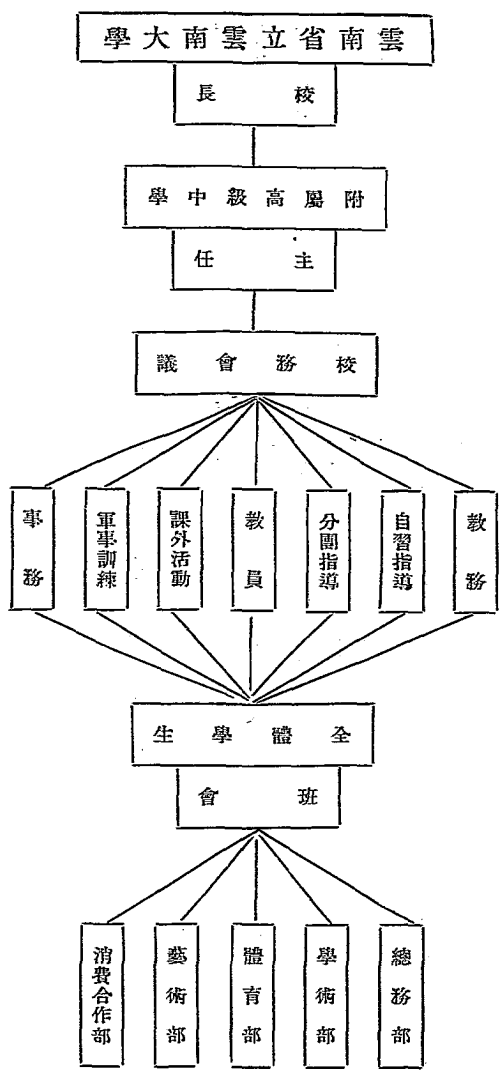 雲南省立雲南大學
校長
附屬高級中學
主任
校務會議
教務
自習指導
分團指導
教員
課外活動
軍事訓練
事務
全體學生
班會
總務部
學術部
體育部
藝術部
消費合作部